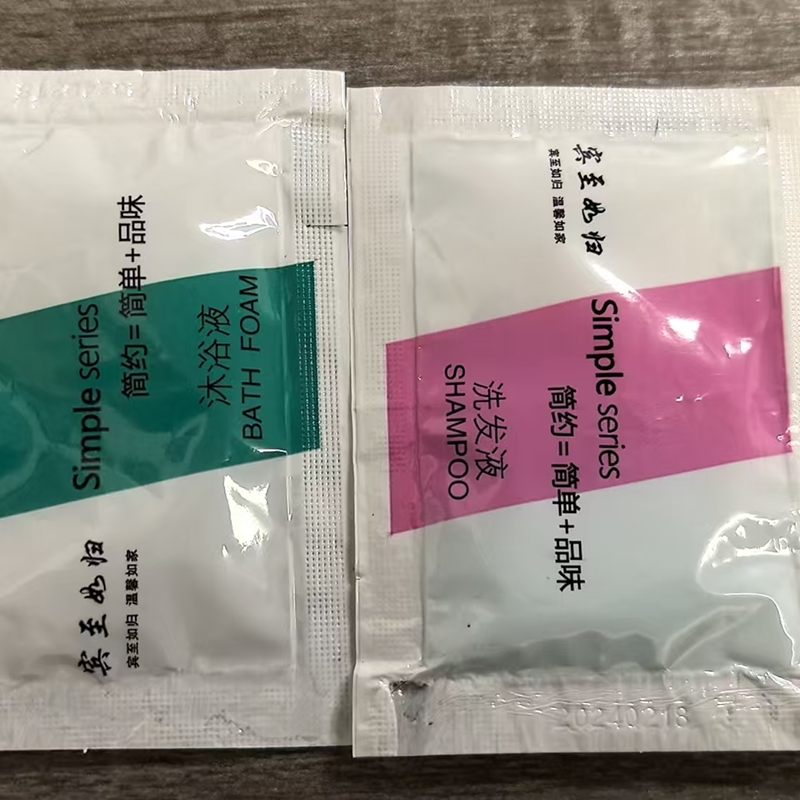 宾至如归
宾至如归 温馨如家
Simple series
简约=简单+品味
沐浴液
BATH FOAM
宾至如归
宾至如归 温馨如家
Simple series
简约=简单+品味
洗发液
SHAMPOO
20240218